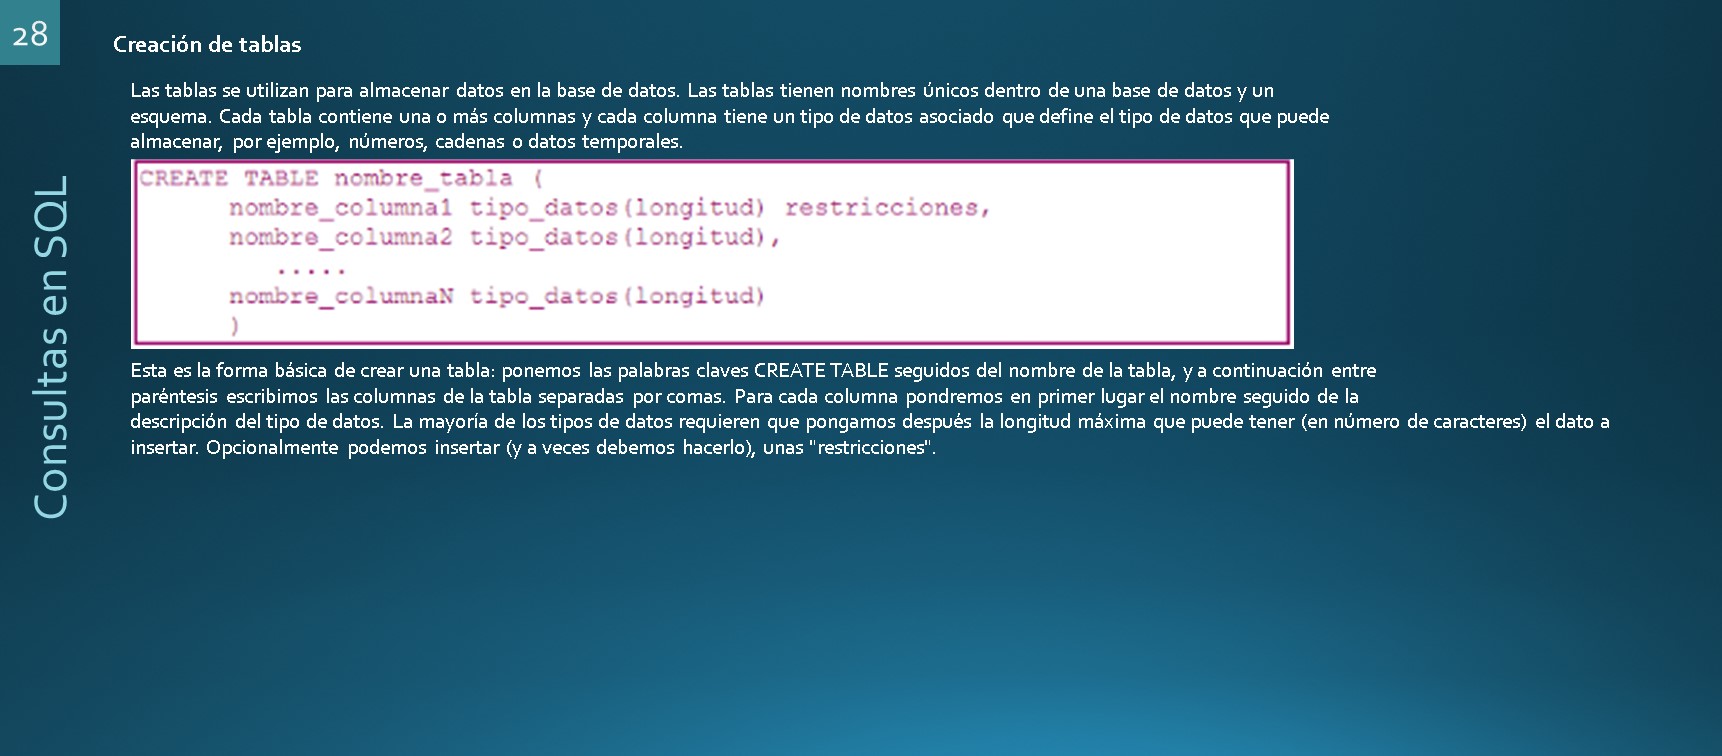 28
Creación de tablas
Las tablas se utilizan para almacenar datos en la base de datos. Las tablas tienen nombres únicos dentro de una base de datos y un
esquema. Cada tabla contiene una o más columnas y cada columna tiene un tipo de datos asociado que define el tipo de datos que puede
almacenar, por ejemplo, números, cadenas o datos temporales.
CREATE TABLE nombre_tabla (
nombre_columna1 tipo_datos(longitud) restricciones,
nombre_columna2 tipo_datos(longitud),
.....
nombre_columnaN tipo_datos(longitud)
)
Esta es la forma básica de crear una tabla: ponemos las palabras claves CREATE TABLE seguidos del nombre de la tabla, y a continuación entre
paréntesis escribimos las columnas de la tabla separadas por comas. Para cada columna pondremos en primer lugar el nombre seguido de la
descripción del tipo de datos. La mayoría de los tipos de datos requieren que pongamos después la longitud máxima que puede tener (en número de caracteres) el dato a
insertar. Opcionalmente podemos insertar (y a veces debemos hacerlo), unas "restricciones".
Consultas en SQL